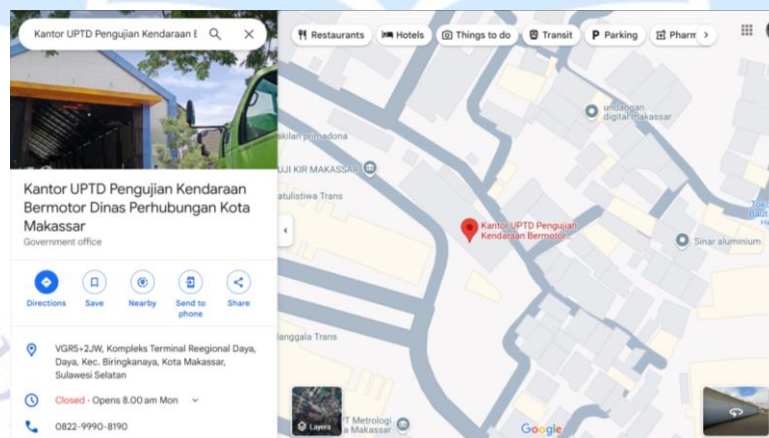 Kantor UPTD Pengujian Kendaraan E
Kantor UPTD Pengujian Kendaraan
Bermotor Dinas Perhubungan Kota
Makassar
Government office
Directions
Save
Nearby
Send to
phone
Share
VGR5+2JW, Kompleks Terminal Reegional Daya,
Daya, Kec. Biringkanaya, Kota Makassar,
Sulawesi Selatan
Closed · Opens 8.00 am Mon
0822-9990-8190
Restaurants
Hotels
Things to do
Transit
P Parking
Pharm
undangan
digital makassar
skilan primadona
UJI KIR MAKASSAR
atulistiwa Trans
Kantor UPTD Pengujian
Kendaraan Bermotor...
Sinar aluminium
anggala Trans
Layers
PT Metrologi
a Makassar
Google